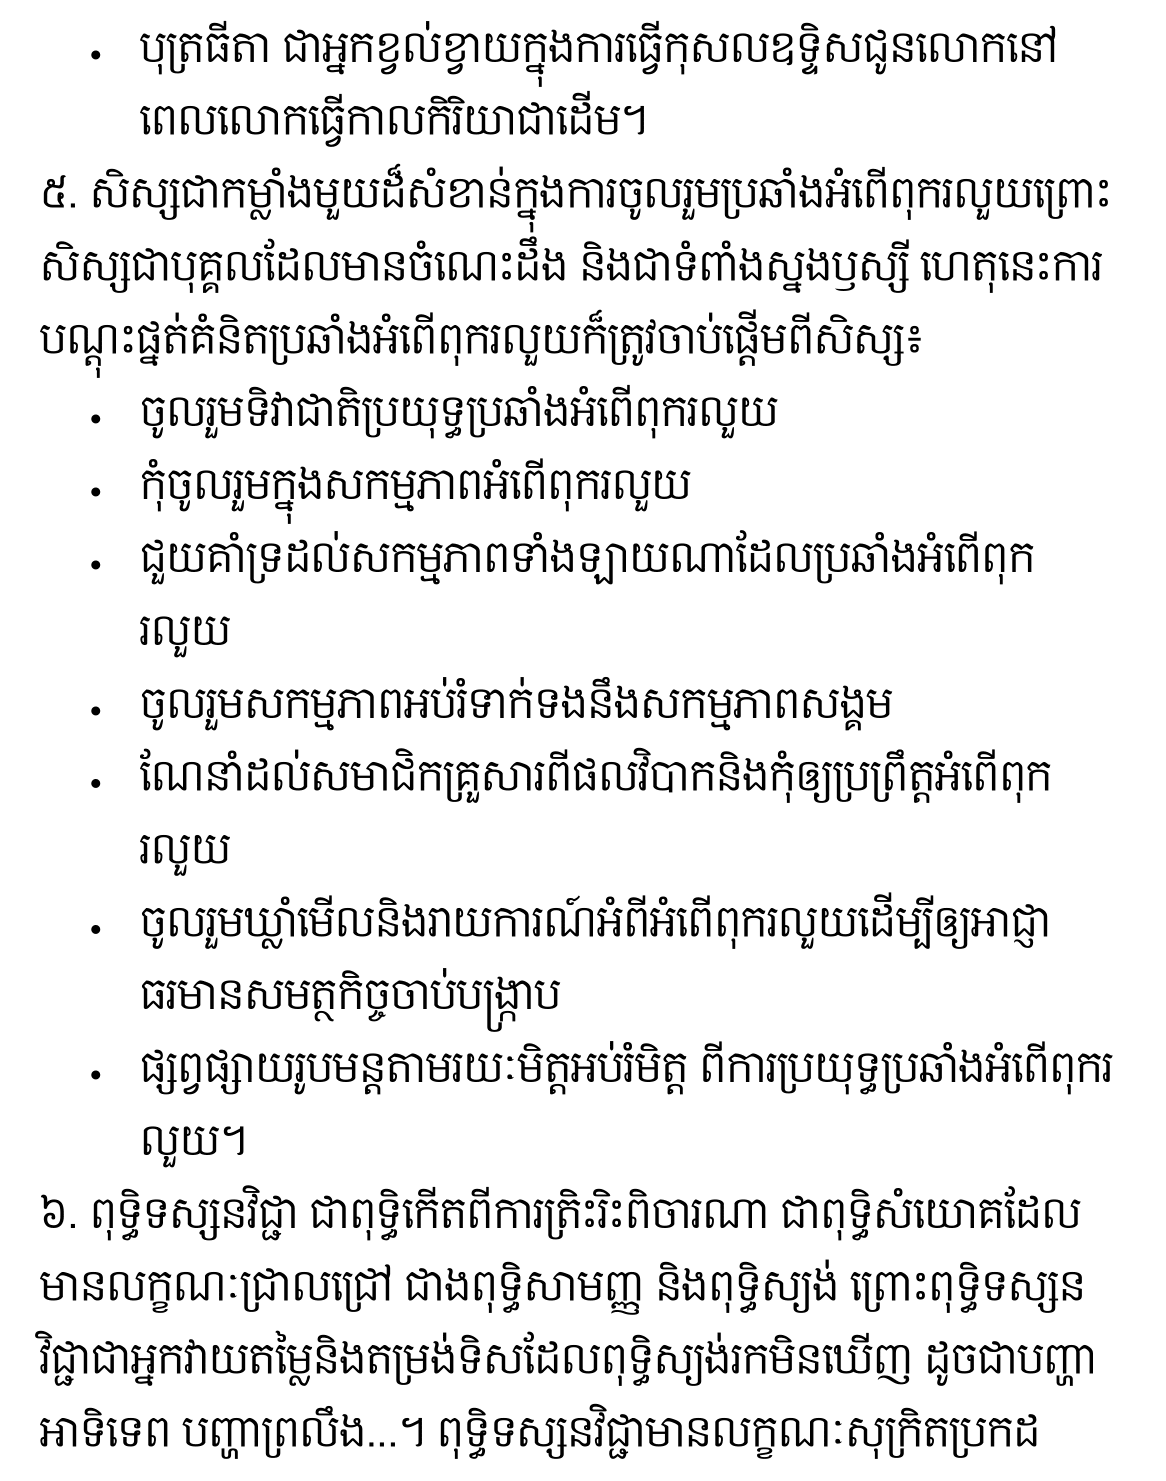 • បុត្រធីតា ជាអ្នកខ្វល់ខ្វាយក្នុងការធ្វើកុសលឧទ្ទិសជូនលោកនៅ
ពេលលោកធ្វើកាលកិរិយាជាដើម។
៥. សិស្សជាកម្លាំងមួយដ៏សំខាន់ក្នុងការចូលរួមប្រឆាំងអំពើពុករលួយព្រោះ
សិស្សជាបុគ្គលដែលមានចំណេះដឹង និងជាទំពាំងស្នងឫស្សី ហេតុនេះការ
បណ្តុះផ្នត់គំនិតប្រឆាំងអំពើពុករលួយក៏ត្រូវចាប់ផ្តើមពីសិស្ស៖
• ចូលរួមទិវាជាតិប្រយុទ្ធប្រឆាំងអំពើពុករលួយ
• កុំចូលរួមក្នុងសកម្មភាពអំពើពុករលួយ
• ជួយគាំទ្រដល់សកម្មភាពទាំងឡាយណាដែលប្រឆាំងអំពើពុក
រលួយ
• ចូលរួមសកម្មភាពអប់រំទាក់ទងនឹងសកម្មភាពសង្គម
• ណែនាំដល់សមាជិកគ្រួសារពីផលវិបាកនិងកុំឲ្យប្រព្រឹត្តអំពើពុក
រលួយ
• ចូលរួមឃ្លាំមើលនិងរាយការណ៍អំពីអំពើពុករលួយដើម្បីឲ្យអាជ្ញា
ធរមានសមត្ថកិច្ចចាប់បង្ក្រាប
• ផ្សព្វផ្សាយរូបមន្តតាមរយៈមិត្តអប់រំមិត្ត ពីការប្រយុទ្ធប្រឆាំងអំពើពុករ
លួយ។
៦. ពុទ្ធិទស្សនវិជ្ជា ជាពុទ្ធិកើតពីការត្រិះរិះពិចារណា ជាពុទ្ធិសំយោគដែល
មានលក្ខណៈជ្រាលជ្រៅ ជាងពុទ្ធិសាមញ្ញ និងពុទ្ធិស្យង់ ព្រោះពុទ្ធិទស្សន
វិជ្ជាជាអ្នកវាយតម្លៃនិងតម្រង់ទិសដែលពុទ្ធិស្យង់រកមិនឃើញ ដូចជាបញ្ហា
អាទិទេព បញ្ហាព្រលឹង...។ ពុទ្ធិទស្សនវិជ្ជាមានលក្ខណៈសុក្រិតប្រកដ